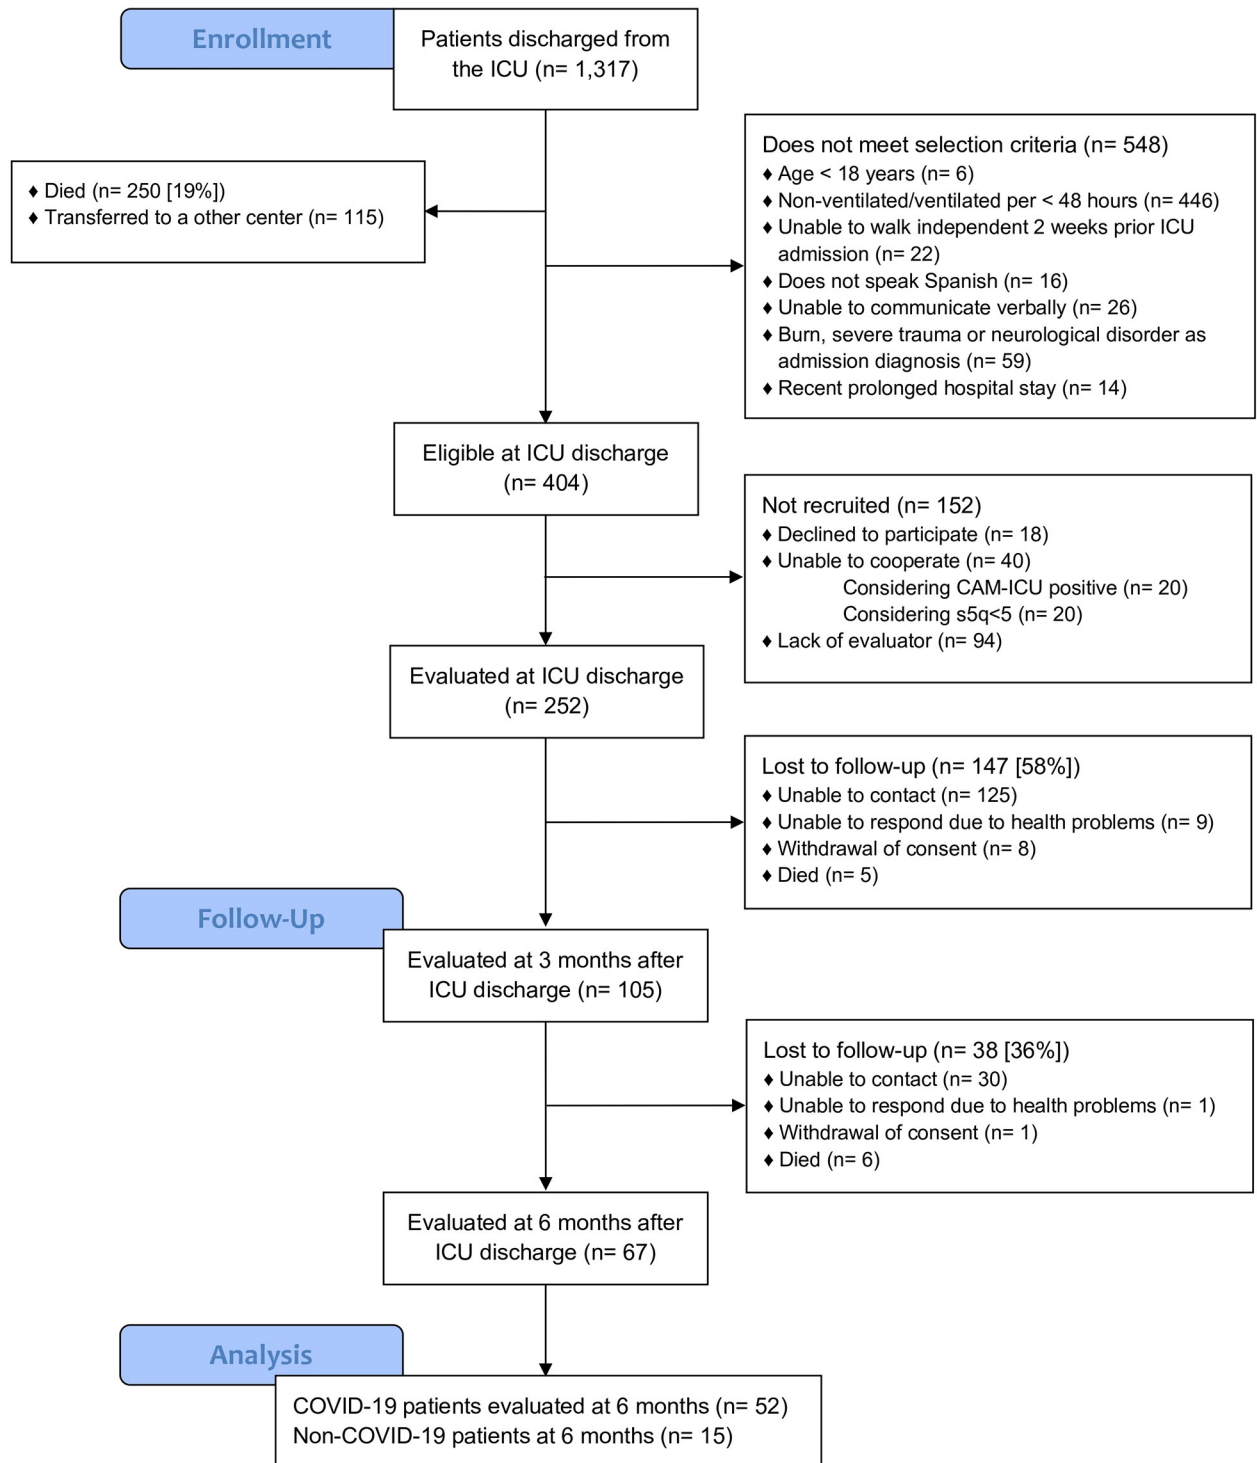 Enrollment
Patients discharged from
the ICU (n= 1,317)
♦ Died (n= 250 [19%])
♦ Transferred to a other center (n= 115)
Does not meet selection criteria (n= 548)
♦ Age < 18 years (n= 6)
♦ Non-ventilated/ventilated per < 48 hours (n= 446)
♦ Unable to walk independent 2 weeks prior ICU
admission (n= 22)
♦ Does not speak Spanish (n= 16)
♦ Unable to communicate verbally (n= 26)
♦ Burn, severe trauma or neurological disorder as
admission diagnosis (n= 59)
♦ Recent prolonged hospital stay (n= 14)
Eligible at ICU discharge
(n= 404)
Not recruited (n= 152)
♦ Declined to participate (n= 18)
♦ Unable to cooperate (n= 40)
Considering CAM-ICU positive (n= 20)
Considering s5q<5 (n= 20)
♦ Lack of evaluator (n= 94)
Evaluated at ICU discharge
(n= 252)
Lost to follow-up (n= 147 [58%])
♦ Unable to contact (n= 125)
♦ Unable to respond due to health problems (n= 9)
♦ Withdrawal of consent (n= 8)
♦ Died (n= 5)
Follow-Up
Evaluated at 3 months after
ICU discharge (n= 105)
Lost to follow-up (n= 38 [36%])
♦ Unable to contact (n= 30)
♦ Unable to respond due to health problems (n= 1)
♦ Withdrawal of consent (n= 1)
♦ Died (n= 6)
Evaluated at 6 months after
ICU discharge (n= 67)
Analysis
COVID-19 patients evaluated at 6 months (n= 52)
Non-COVID-19 patients at 6 months (n= 15)